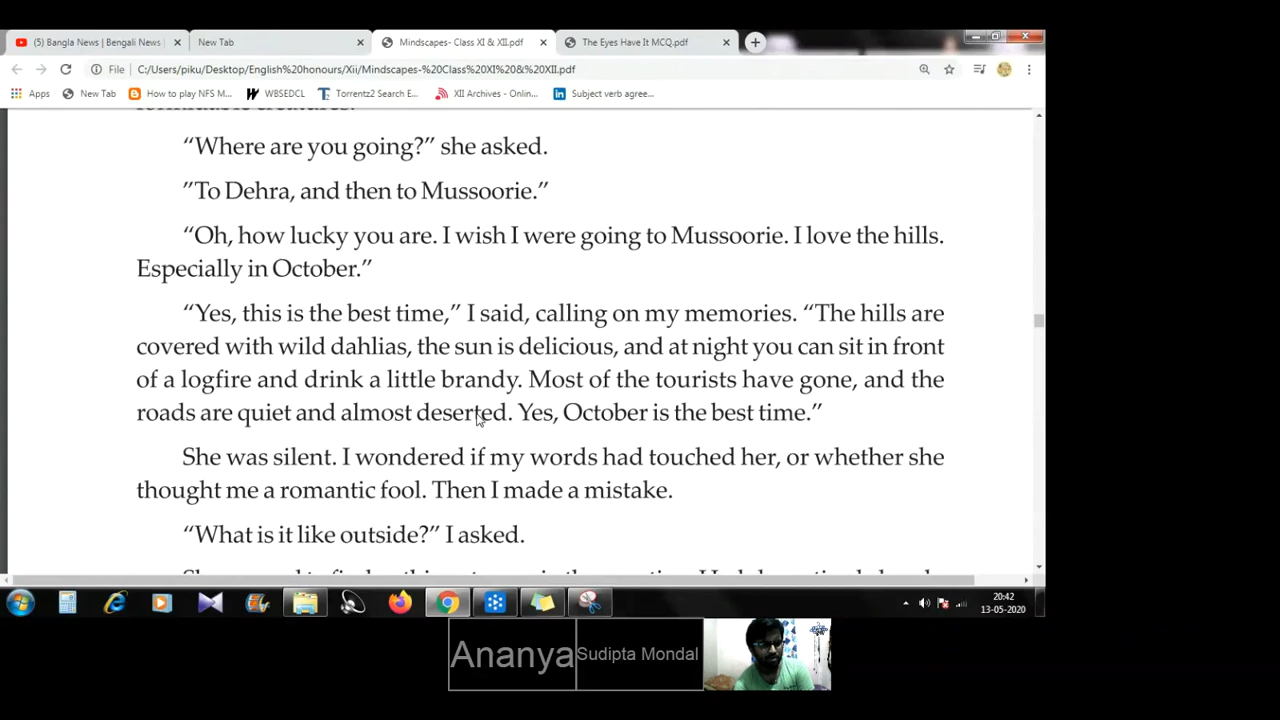 (5) Bangla News | Bengali News
New Tab
Mindscapes- Class XI & XII.pdf
The Eyes Have It MCQ.pdf
File
C:/Users/piku/Desktop/English%20honours/Xii/Mindscapes-%20Class%20XI%20&%20XII.pdf
Apps
New Tab
How to play NFS M...
WBSEDCL
Torrentz2 Search E...
XII Archives - Onlin...
Subject verb agree...
“Where are you going?” she asked.
”To Dehra, and then to Mussoorie.”
“Oh, how lucky you are. I wish I were going to Mussoorie. I love the hills.
Especially in October.”
“Yes, this is the best time,” I said, calling on my memories. “The hills are
covered with wild dahlias, the sun is delicious, and at night you can sit in front
of a logfire and drink a little brandy. Most of the tourists have gone, and the
roads are quiet and almost deserted. Yes, October is the best time.”
She was silent. I wondered if my words had touched her, or whether she
thought me a romantic fool. Then I made a mistake.
“What is it like outside?” I asked.
20:42
13-05-2020
Ananya
Sudipta Mondal